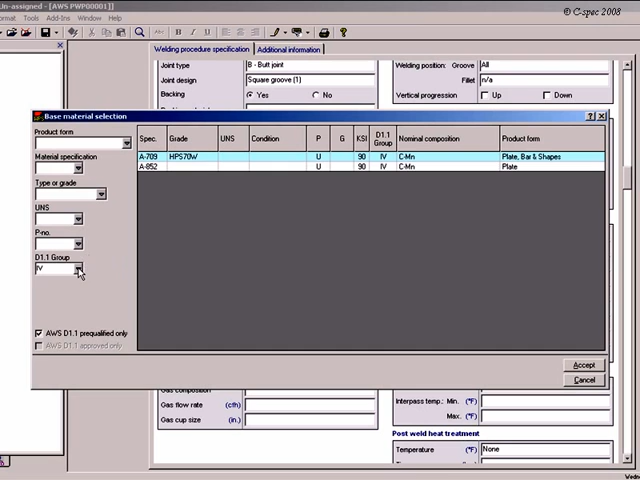 Un-assigned - [AWS PWP00001]
© C-spec 2008
Format Tools Add-Ins Window Help
B I U
Welding procedure specification Additional information
Joint type B - Butt joint
Joint design Square groove (1)
Backing Yes No
Welding position: Groove All
Fillet n/a
Vertical progression Up Down
Base material selection
Product form
Material specification
Type or grade
UNS
P-no.
D1.1 Group
IV
AWS D1.1 prequalified only
AWS D1.1 approved only
Spec. Grade UNS Condition P G KSI D1.1 Group Nominal composition Product form
A-709 HPS70W U 90 IV C-Mn Plate, Bar & Shapes
A-852 U 90 IV C-Mn Plate
Accept
Cancel
Gas composition
Gas flow rate (cfh)
Gas cup size (in.)
Interpass temp.: Min. (°F)
Max. (°F)
Post weld heat treatment
Temperature (°F) None